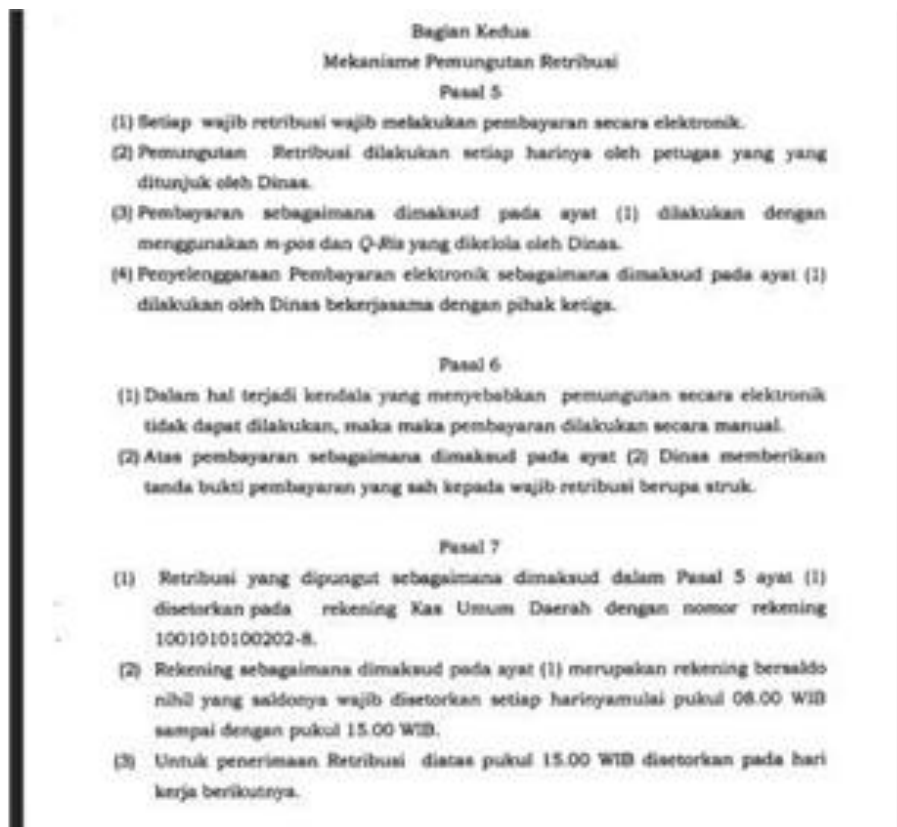 Bagian Kedua
Mekanisme Pemungutan Retribusi
Pasal 5
(1) Setiap wajib retribusi wajib melakukan pembayaran secara elektronik.
(2) Pemungutan Retribusi dilakukan setiap harinya oleh petugas yang yang
ditunjuk oleh Dinas.
(3) Pembayaran sebagaimana dimaksud pada ayat (1) dilakukan dengan
menggunakan m-pos dan Q-Ris yang dikelola oleh Dinas.
(4) Penyelenggaraan Pembayaran elektronik sebagaimana dimaksud pada ayat (1)
dilakukan oleh Dinas bekerjasama dengan pihak ketiga.
Pasal 6
(1) Dalam hal terjadi kendala yang menyebabkan pemungutan secara elektronik
tidak dapat dilakukan, maka maka pembayaran dilakukan secara manual.
(2) Atas pembayaran sebagaimana dimaksud pada ayat (2) Dinas memberikan
tanda bukti pembayaran yang sah kepada wajib retribusi berupa struk.
Pasal 7
(1) Retribusi yang dipungut sebagaimana dimaksud dalam Pasal 5 ayat (1)
disetorkan pada rekening Kas Umum Daerah dengan nomor rekening
1001010100202-8.
(2) Rekening sebagaimana dimaksud pada ayat (1) merupakan rekening bersaldo
nihil yang saldonya wajib disetorkan setiap harinyamulai pukul 08.00 WIB
sampai dengan pukul 15.00 WIB.
(3) Untuk penerimaan Retribusi diatas pukul 15.00 WIB disetorkan pada hari
kerja berikutnya.